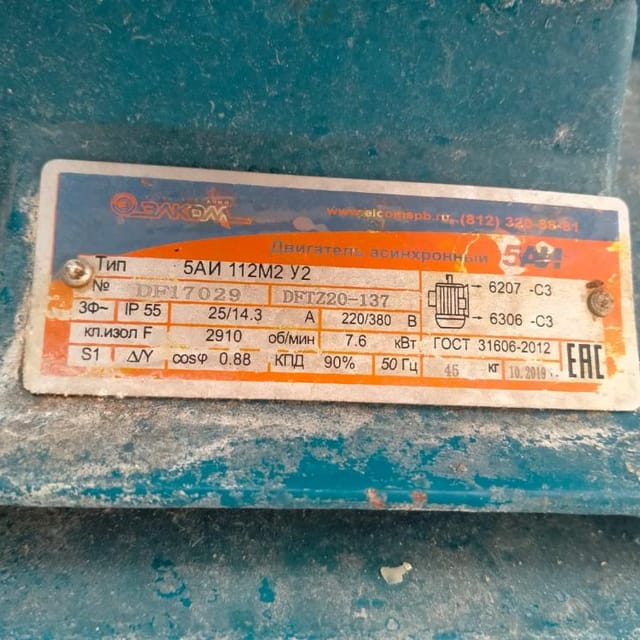 ЭЛКОМ www.elcomspb.ru, (812) 320-88-81
Двигатель асинхронный 5АИ
Тип 5АИ 112М2 У2
№ DF17029 DFTZ20-137
3Ф~ IP 55 25/14.3 А 220/380 В
6207 -С3
6306 -С3
кл.изол F 2910 об/мин 7.6 кВт ГОСТ 31606-2012
S1 Δ/Y cosφ 0.88 КПД 90% 50 Гц 45 кг 10.2019 г. ЕАС